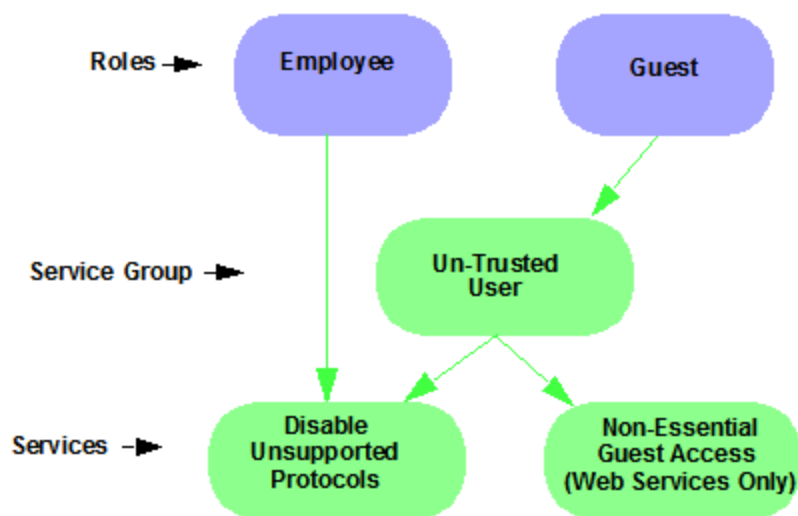 Roles
Employee
Guest
Service Group
Un-Trusted
User
Services
Disable
Unsupported
Protocols
Non-Essential
Guest Access
(Web Services Only)